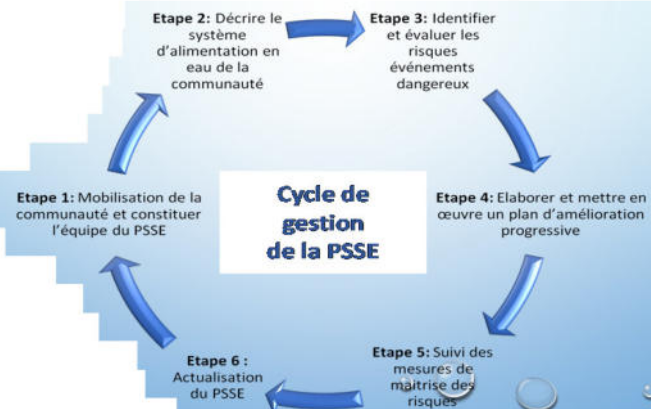 Etape 2: Décrire le
système
d'alimentation en
eau de la
communauté
Etape 3: Identifier
et évaluer les
risques
événements
dangereux
Etape 1: Mobilisation de la
communauté et constituer
l'équipe du PSSE
Cycle de
gestion
de la PSSE
Etape 4: Elaborer et mettre en
œuvre un plan d'amélioration
progressive
Etape 6 :
Actualisation
du PSSE
Etape 5: Suivi des
mesures de
maitrise des
risques